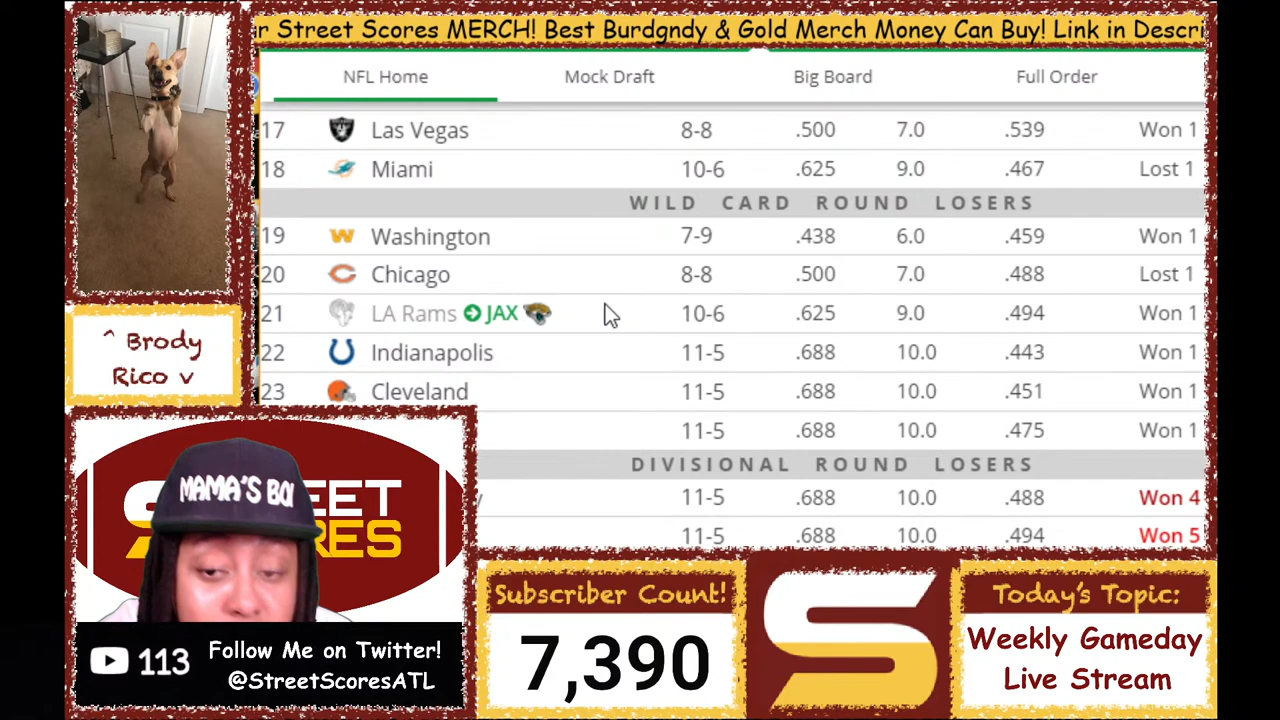 r Street Scores MERCH! Best Burdgndy & Gold Merch Money Can Buy! Link in Descri
NFL Home Mock Draft Big Board Full Order
17 Las Vegas 8-8 .500 7.0 .539 Won 1
18 Miami 10-6 .625 9.0 .467 Lost 1
WILD CARD ROUND LOSERS
19 Washington 7-9 .438 6.0 .459 Won 1
20 Chicago 8-8 .500 7.0 .488 Lost 1
21 LA Rams JAX 10-6 .625 9.0 .494 Won 1
22 Indianapolis 11-5 .688 10.0 .443 Won 1
23 Cleveland 11-5 .688 10.0 .451 Won 1
11-5 .688 10.0 .475 Won 1
DIVISIONAL ROUND LOSERS
11-5 .688 10.0 .488 Won 4
11-5 .688 10.0 .494 Won 5
^ Brody
Rico v
MAMA'S BOI
113
Follow Me on Twitter!
@StreetScoresATL
Subscriber Count!
7,390
Today's Topic:
Weekly Gameday
Live Stream